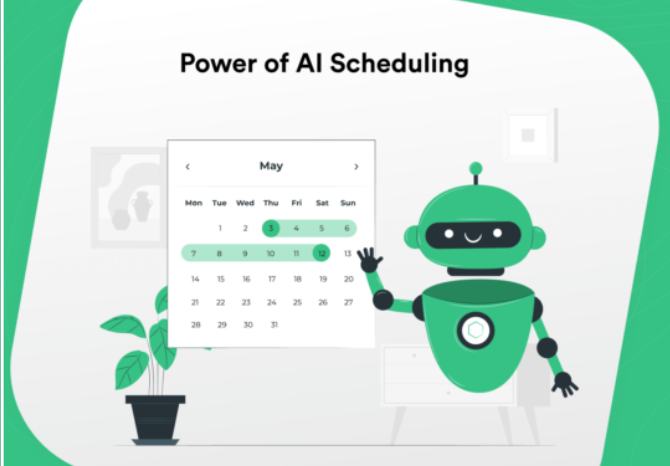 Power of AI Scheduling
‹ May ›
Mon Tue Wed Thu Fri Sat Sun
1 2 3 4 5 6
7 8 9 10 11 12 13
14 15 16 17 18 19 20
21 22 23 24 25 26 27
28 29 30 31